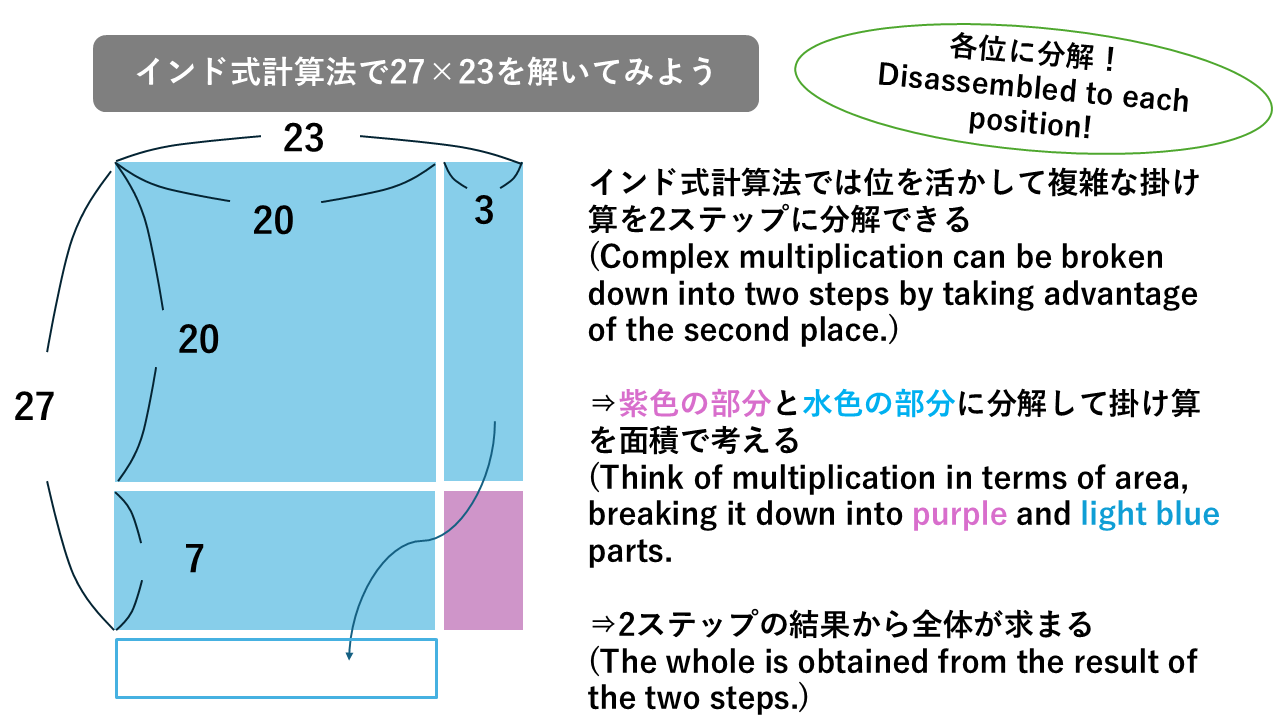 インド式計算法で27×23を解いてみよう
各位に分解！
Disassembled to each
position!
23
20
3
20
27
7
インド式計算法では位を活かして複雑な掛け
算を2ステップに分解できる
(Complex multiplication can be broken
down into two steps by taking advantage
of the second place.)
⇒紫色の部分と水色の部分に分解して掛け算
を面積で考える
(Think of multiplication in terms of area,
breaking it down into purple and light blue
parts.
⇒2ステップの結果から全体が求まる
(The whole is obtained from the result of
the two steps.)